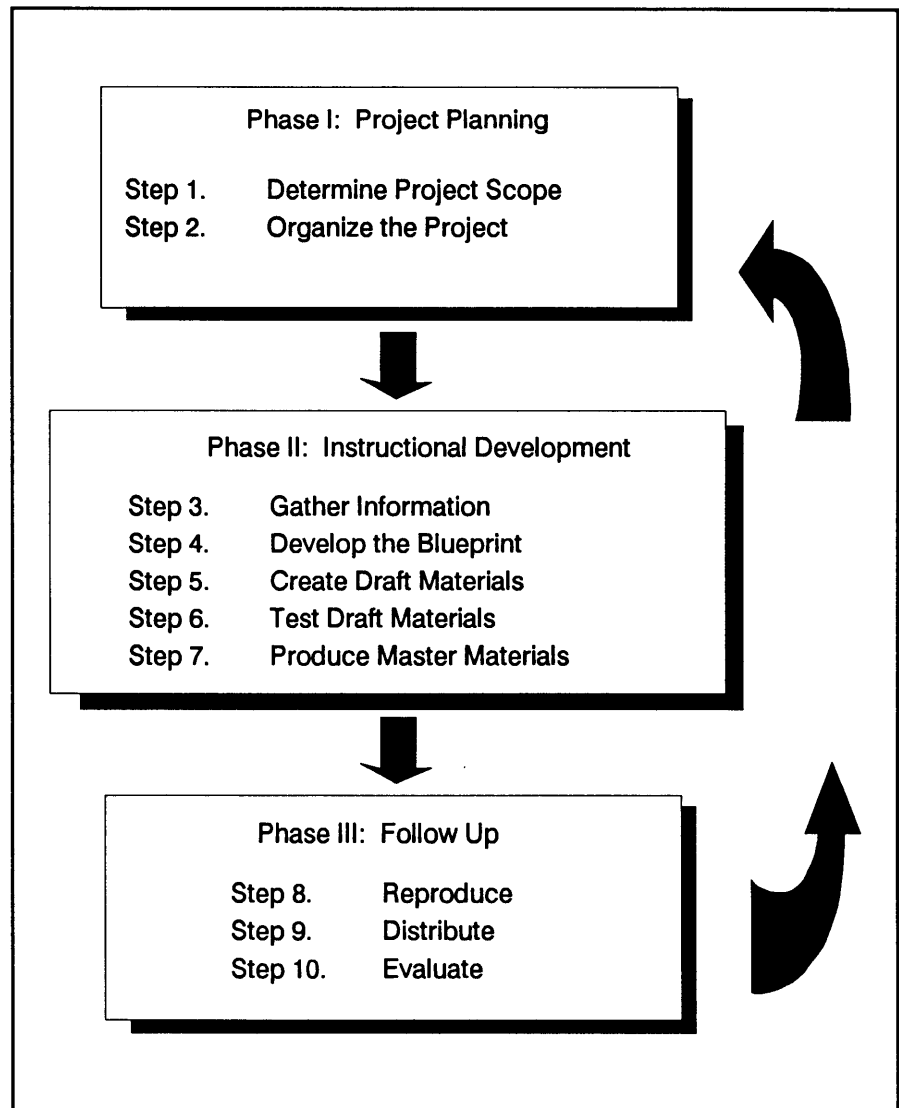 Phase I: Project Planning
Step 1. Determine Project Scope
Step 2. Organize the Project
Phase II: Instructional Development
Step 3. Gather Information
Step 4. Develop the Blueprint
Step 5. Create Draft Materials
Step 6. Test Draft Materials
Step 7. Produce Master Materials
Phase III: Follow Up
Step 8. Reproduce
Step 9. Distribute
Step 10. Evaluate